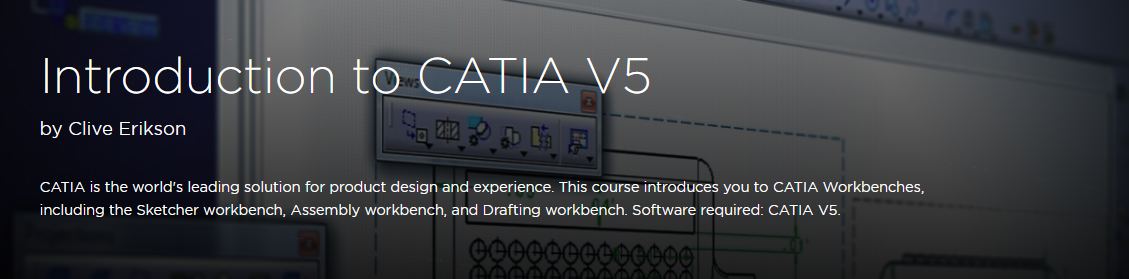 Introduction to CATIA V5
Views
by Clive Erikson
CATIA is the world's leading solution for product design and experience. This course introduces you to CATIA Workbenches,
including the Sketcher workbench, Assembly workbench, and Drafting workbench. Software required: CATIA V5.